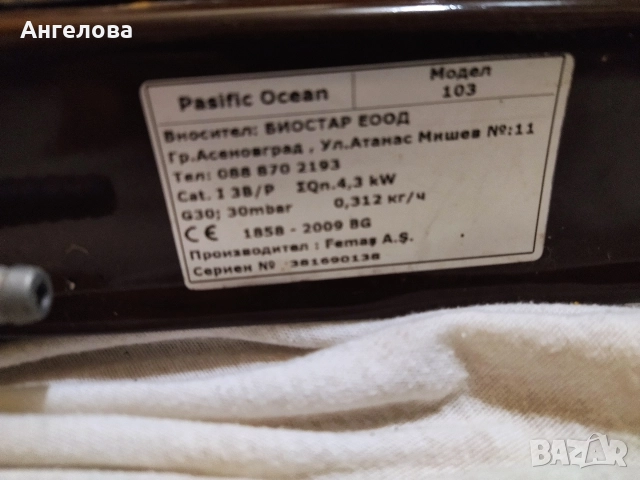 Ангелова
Pasific Ocean
Модел
103
Вносител: БИОСТАР ЕООД
Гр.Асеновград , Ул.Атанас Мишев №:11
Тел: 088 870 2193
Cat. I 3B/P ΣQn.4,3 kW
G30; 30mbar 0,312 кг/ч
CE 1858 - 2009 BG
Производител : Femaş A.Ş.
Сериен № :381690138
BAZAR